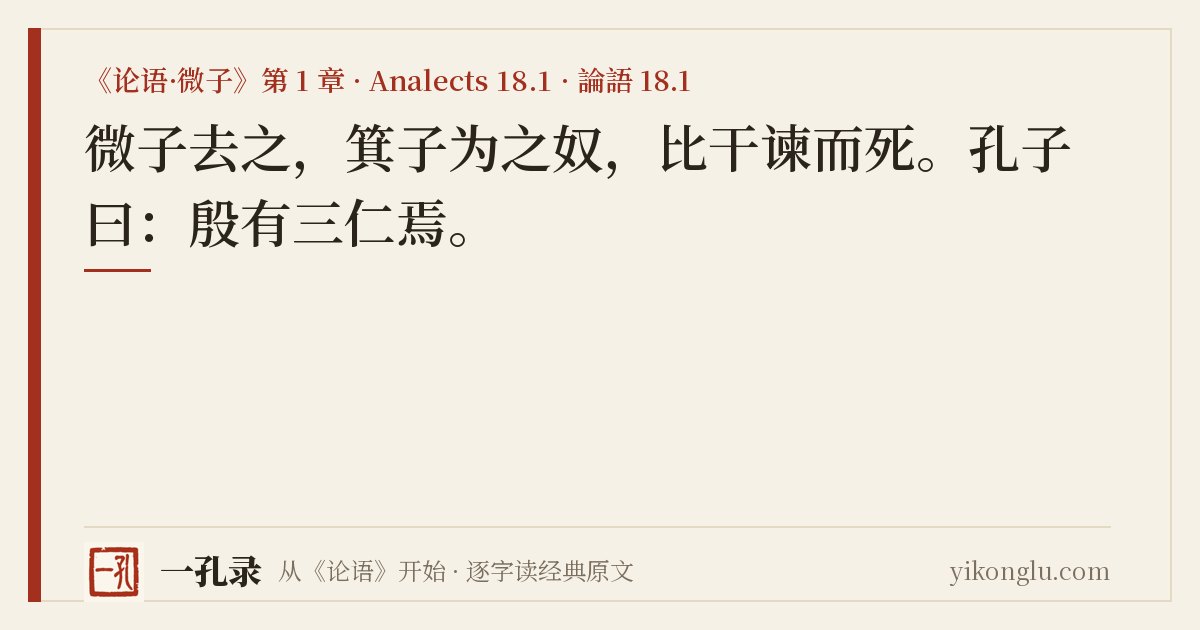 《论语·微子》第 1 章 · Analects 18.1 · 論語 18.1
微子去之，箕子为之奴，比干谏而死。孔子
曰：殷有三仁焉。
一孔
一孔录 从《论语》开始 · 逐字读经典原文 yikonglu.com